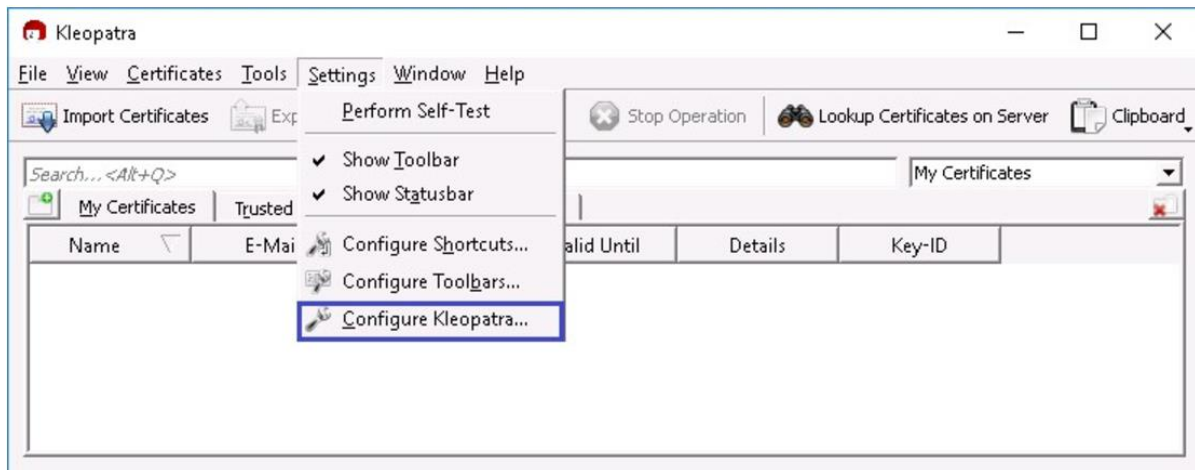 Kleopatra
File View Certificates Tools Settings Window Help
Import Certificates Exp Stop Operation Lookup Certificates on Server Clipboard
Perform Self-Test
Show Toolbar
Show Statusbar
Configure Shortcuts...
Configure Toolbars...
Configure Kleopatra...
Search...<Alt+Q> My Certificates
My Certificates Trusted
Name E-Mai alid Until Details Key-ID